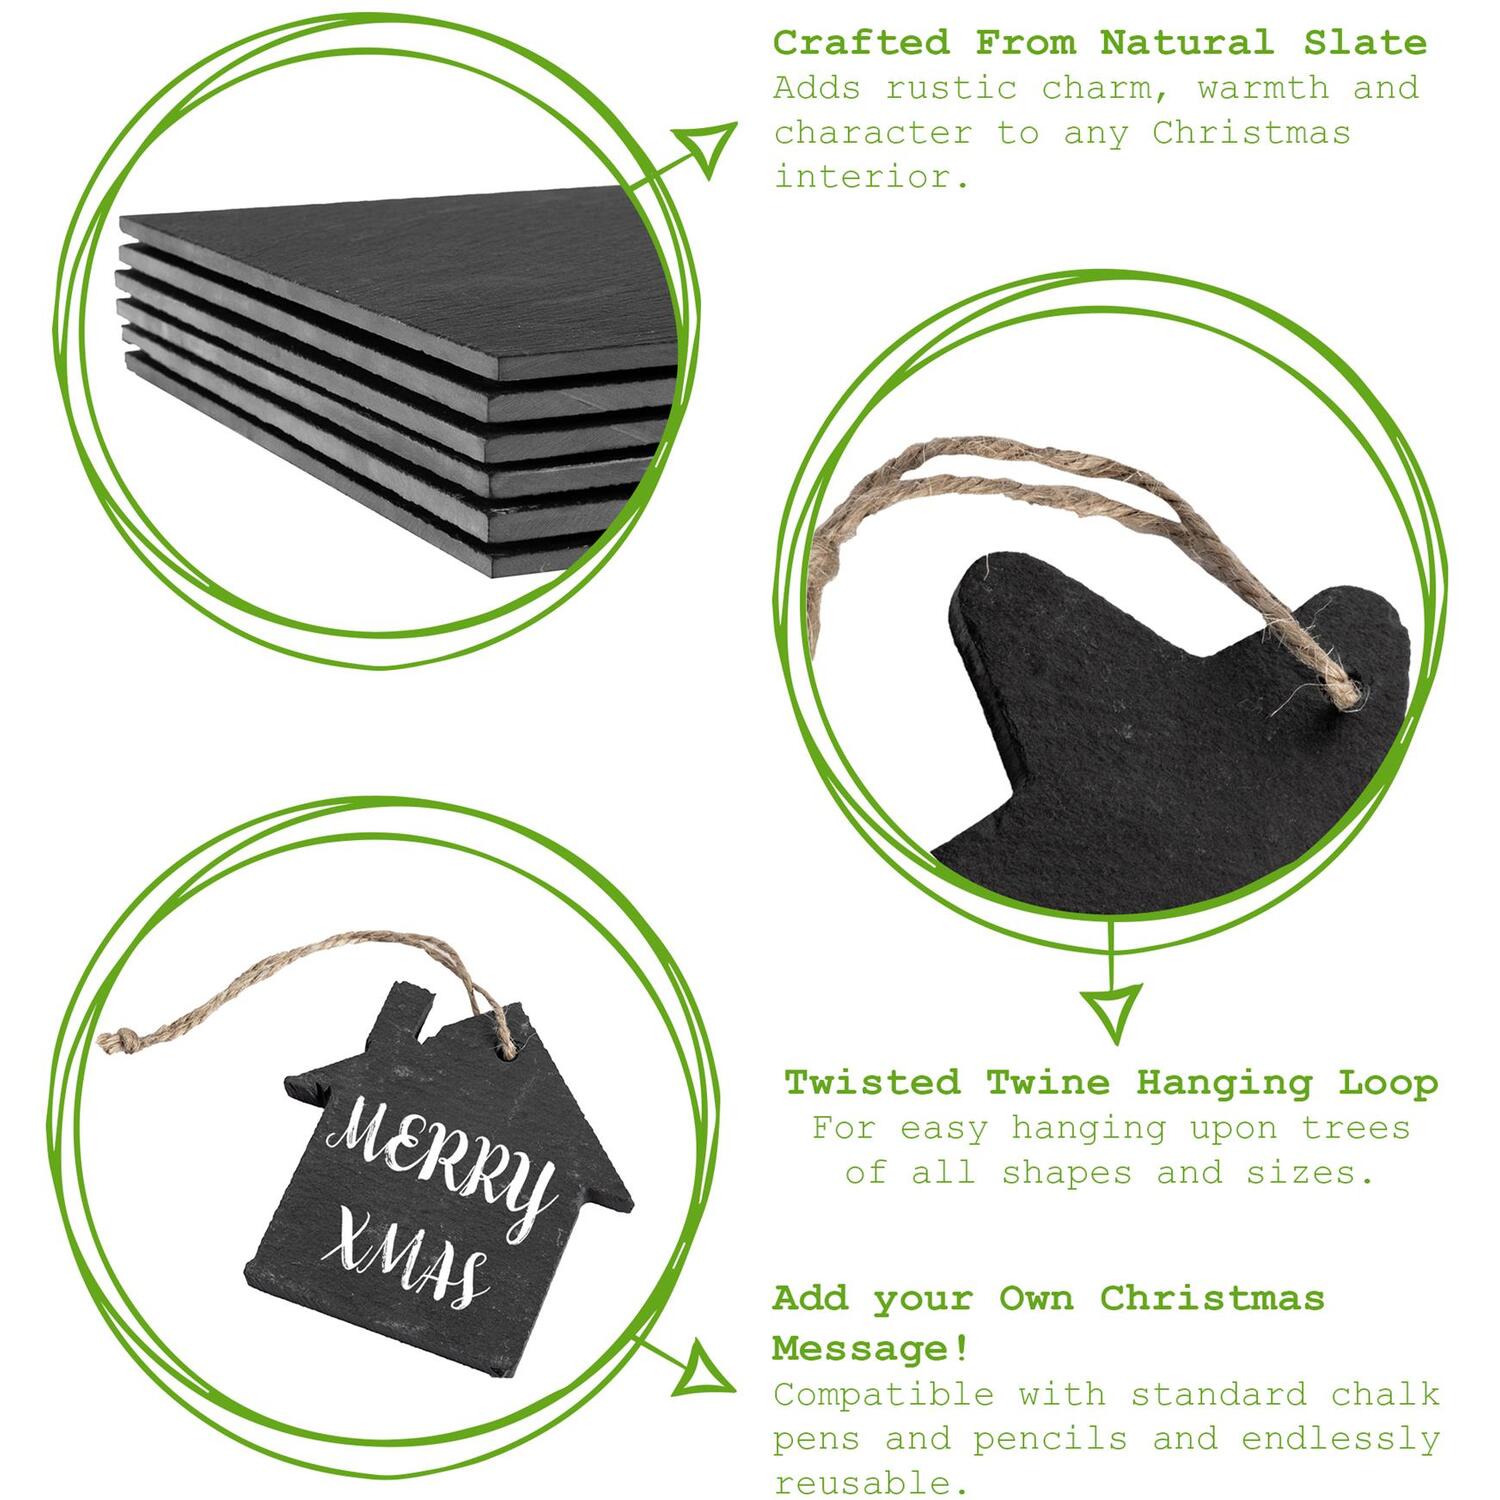 Crafted From Natural Slate
Adds rustic charm, warmth and
character to any Christmas
interior.
Twisted Twine Hanging Loop
For easy hanging upon trees
of all shapes and sizes.
MERRY
XMAS
Add your Own Christmas
Message!
Compatible with standard chalk
pens and pencils and endlessly
reusable.